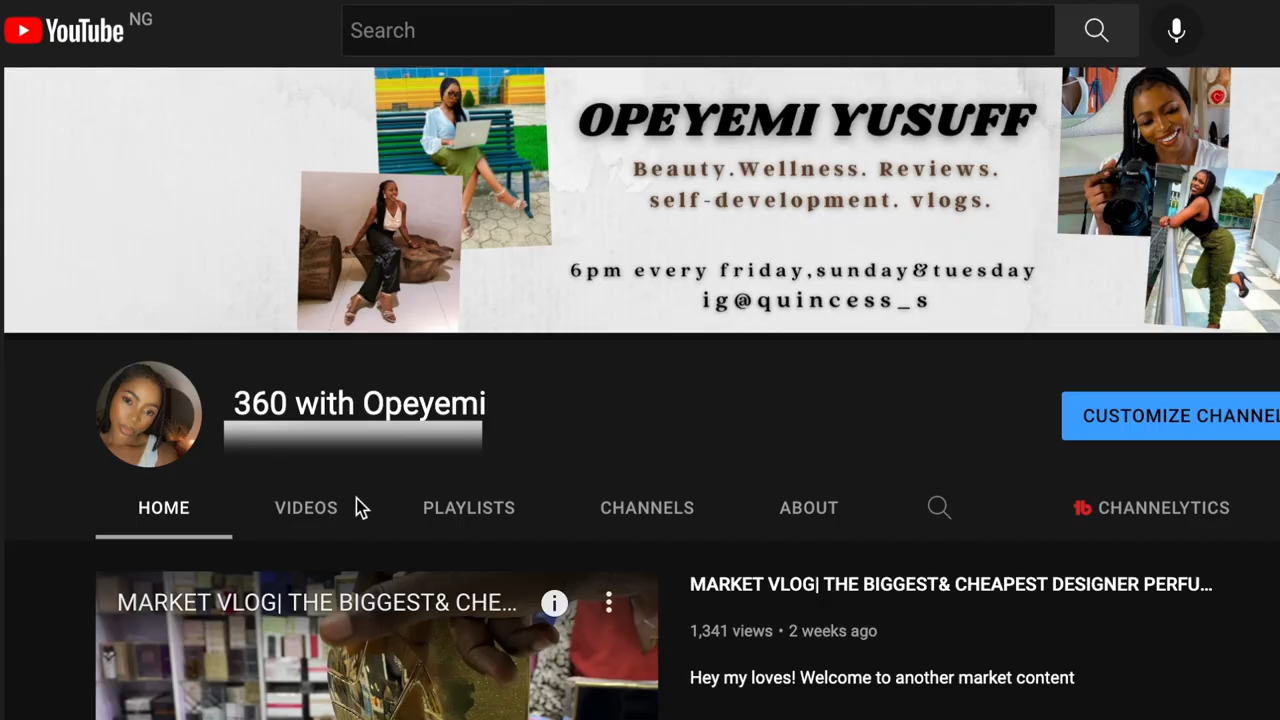 YouTube NG
Search
OPEYEMI YUSUFF
Beauty.Wellness. Reviews.
self-development. vlogs.
6pm every friday,sunday&tuesday
ig@quincess_s
360 with Opeyemi
CUSTOMIZE CHANNEL
HOME VIDEOS PLAYLISTS CHANNELS ABOUT CHANNELYTICS
MARKET VLOG| THE BIGGEST& CHE...
MARKET VLOG| THE BIGGEST& CHEAPEST DESIGNER PERFU...
1,341 views • 2 weeks ago
Hey my loves! Welcome to another market content